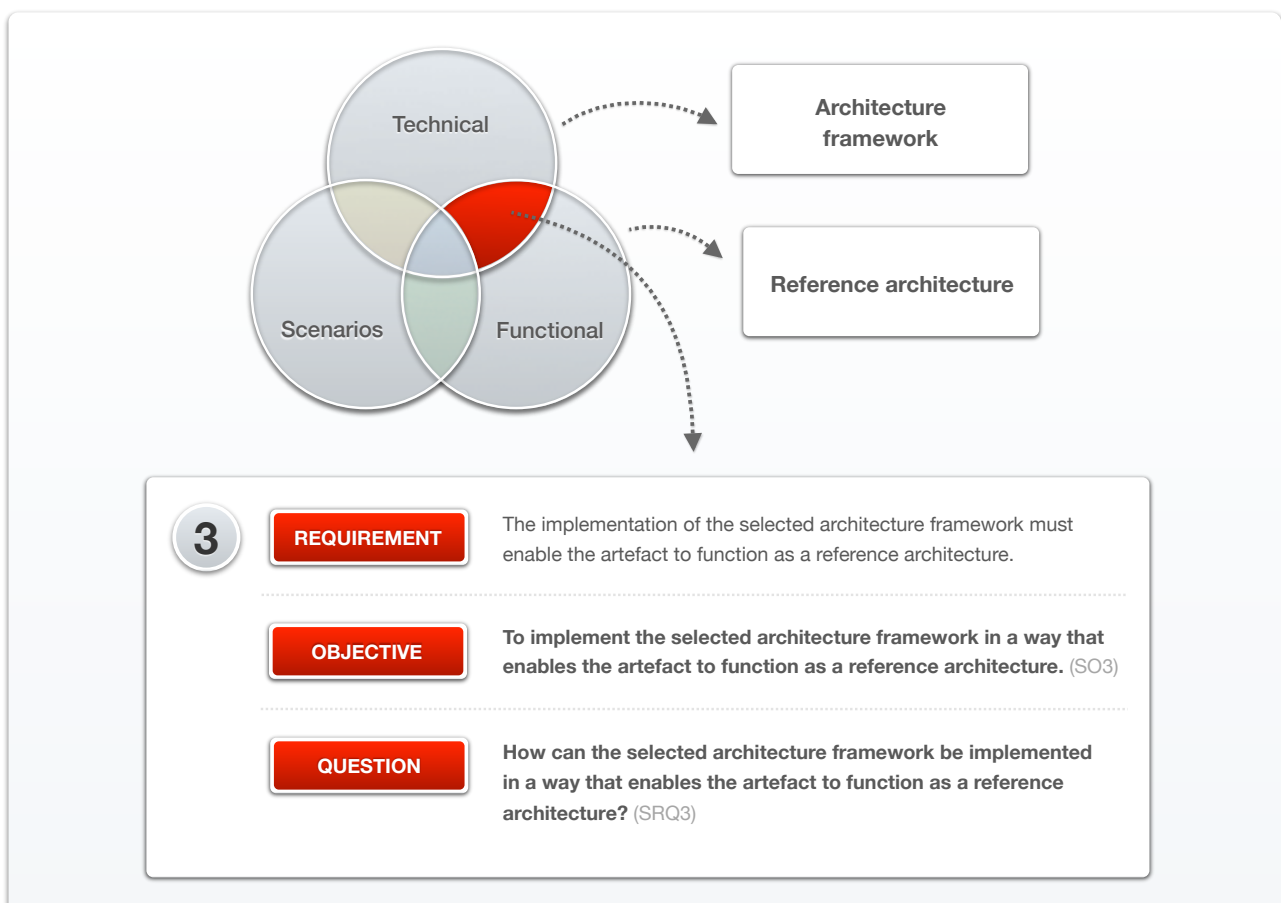 Technical
Architecture
framework
Scenarios
Functional
Reference architecture
3
REQUIREMENT
The implementation of the selected architecture framework must
enable the artefact to function as a reference architecture.
OBJECTIVE
To implement the selected architecture framework in a way that
enables the artefact to function as a reference architecture. (SO3)
QUESTION
How can the selected architecture framework be implemented
in a way that enables the artefact to function as a reference
architecture? (SRQ3)